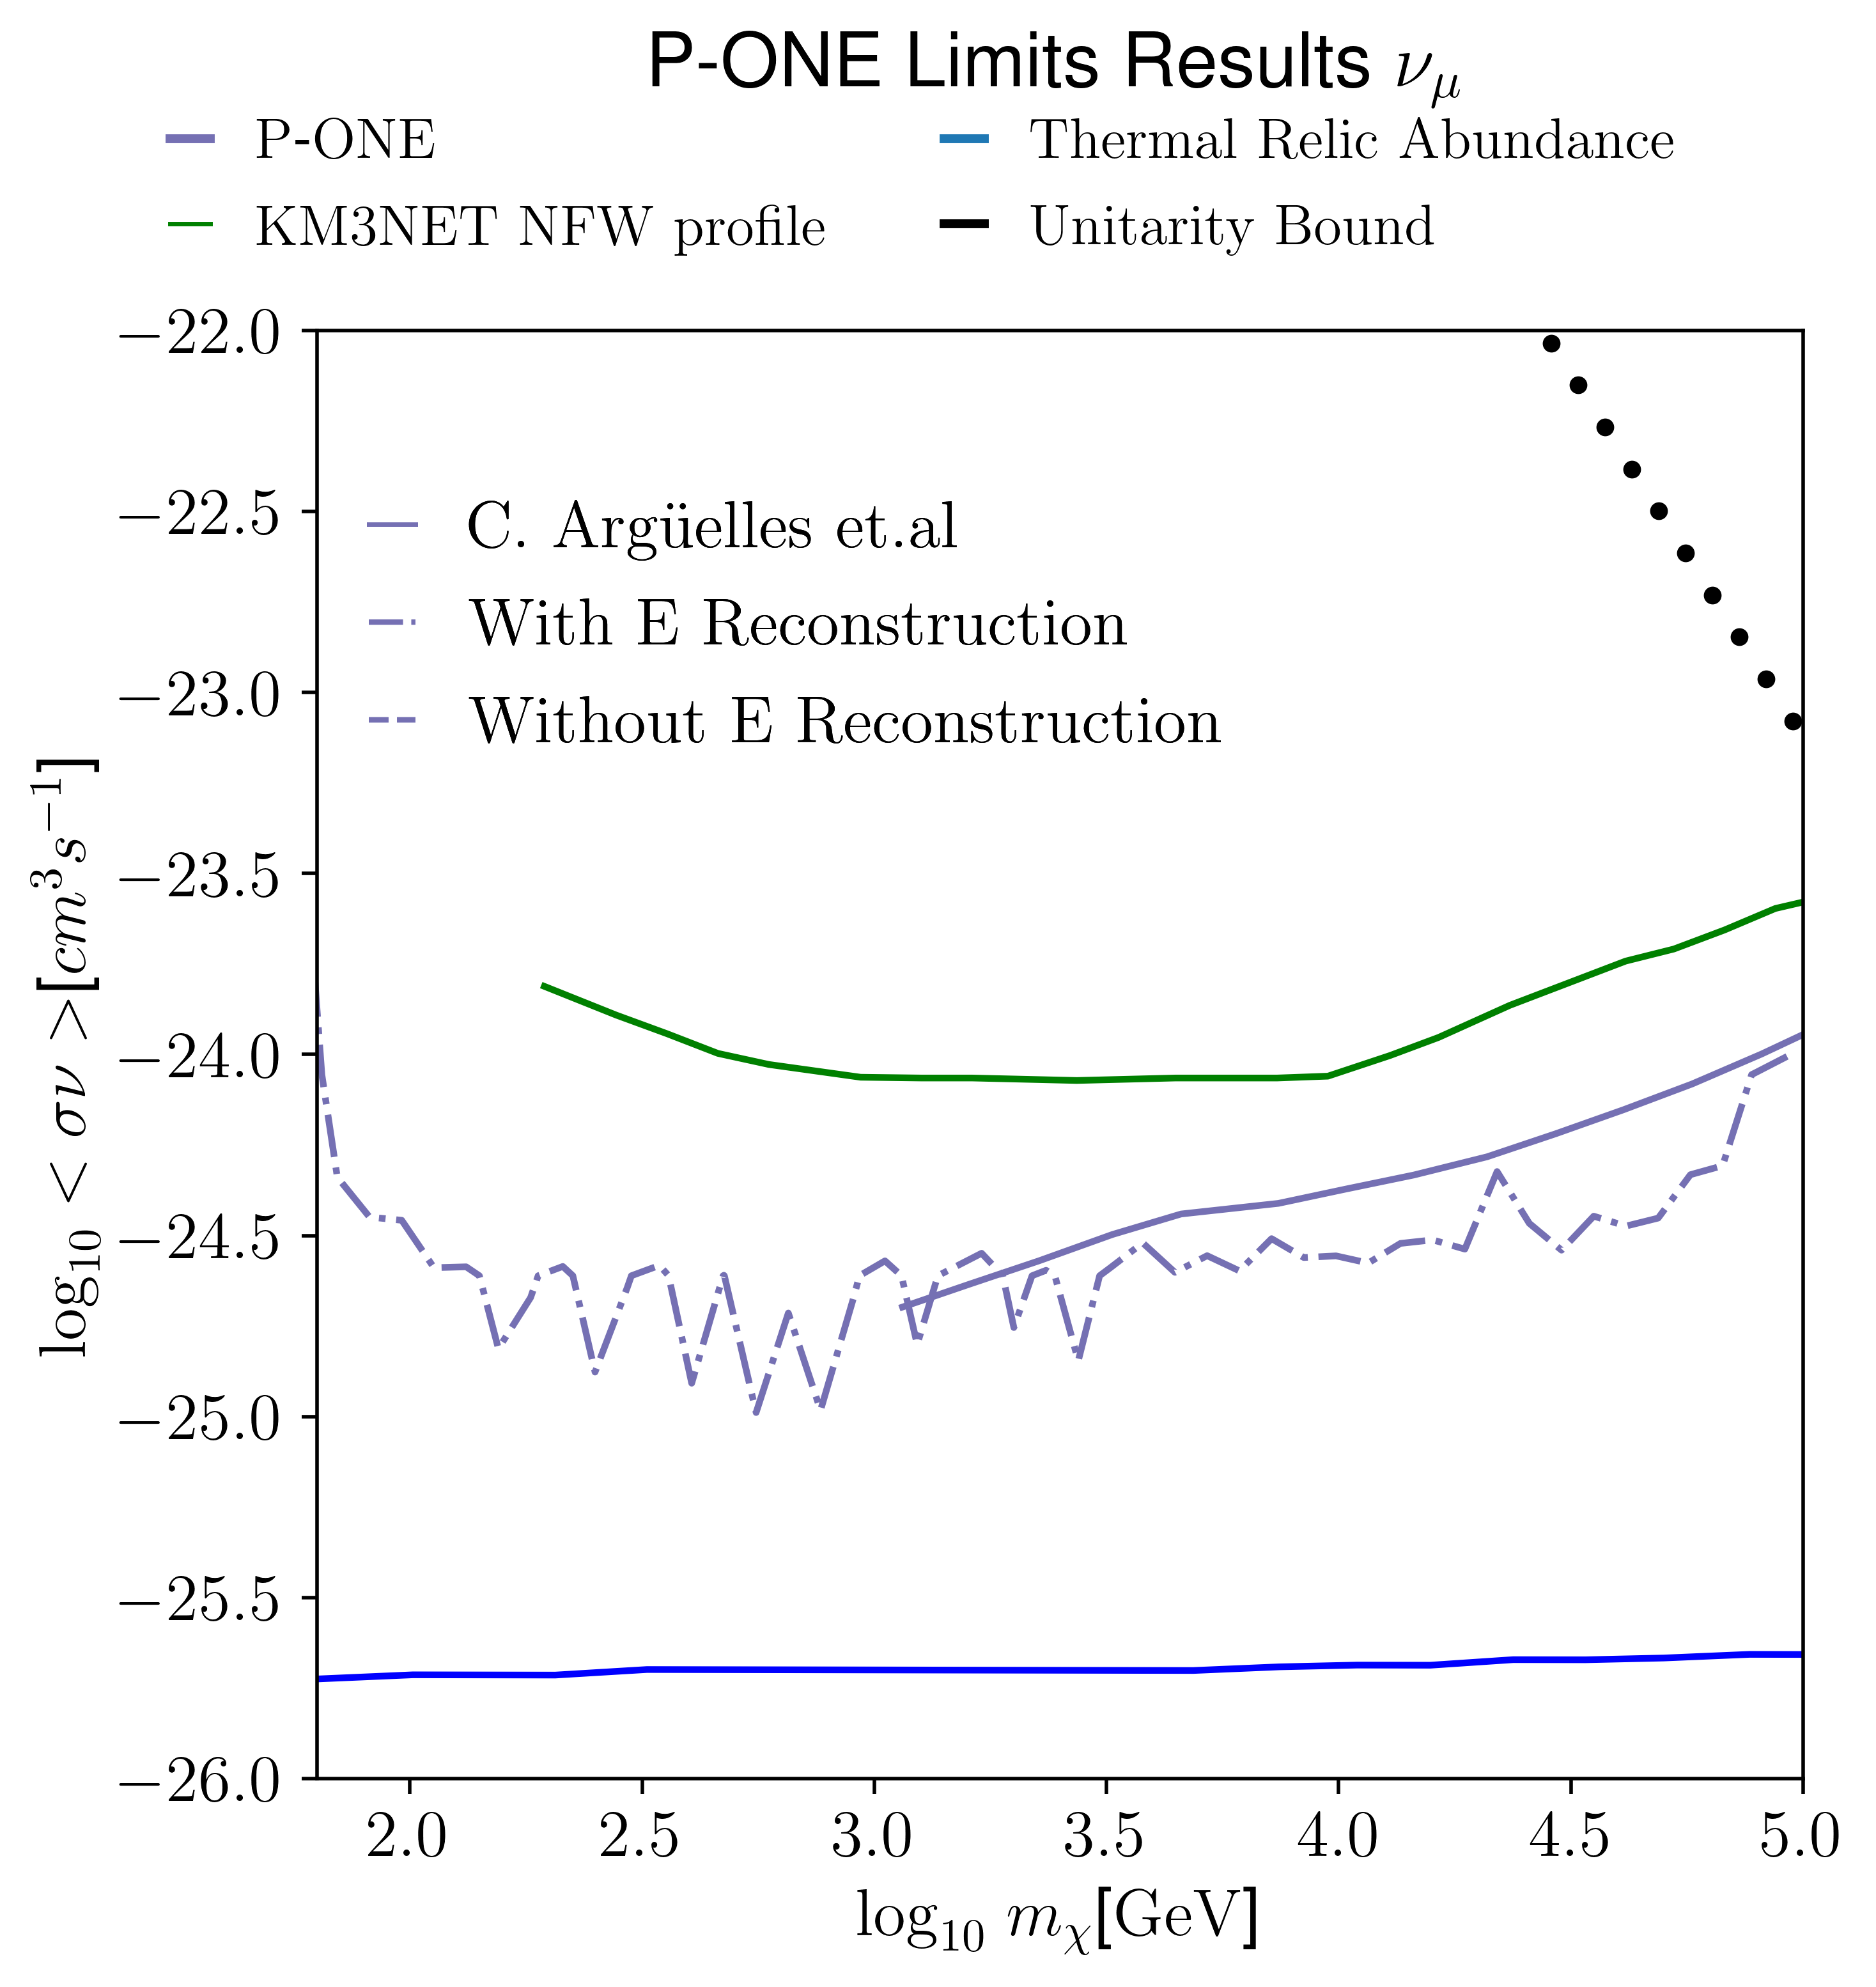 P-ONE Limits Results ν_μ
P-ONE
Thermal Relic Abundance
KM3NET NFW profile
Unitarity Bound
−22.0
−22.5
−23.0
−23.5
−24.0
−24.5
−25.0
−25.5
−26.0
C. Argüelles et.al
With E Reconstruction
Without E Reconstruction
log₁₀ < σν >[cm³s⁻¹]
2.0 2.5 3.0 3.5 4.0 4.5 5.0
log₁₀ m_χ[GeV]